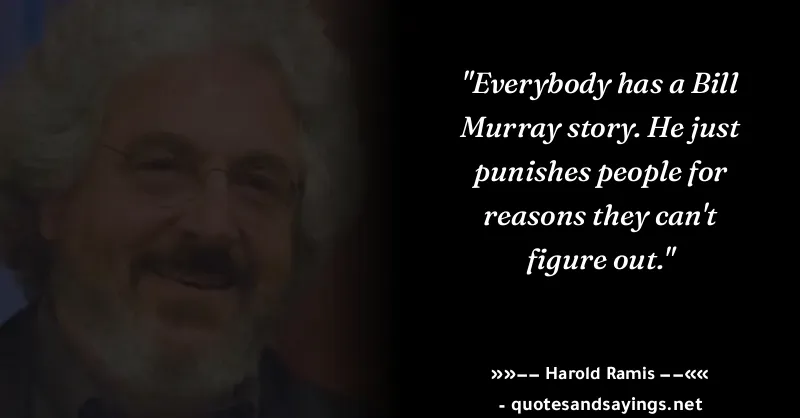 "Everybody has a Bill
Murray story. He just
punishes people for
reasons they can't
figure out."
»»−− Harold Ramis −−««
- quotesandsayings.net